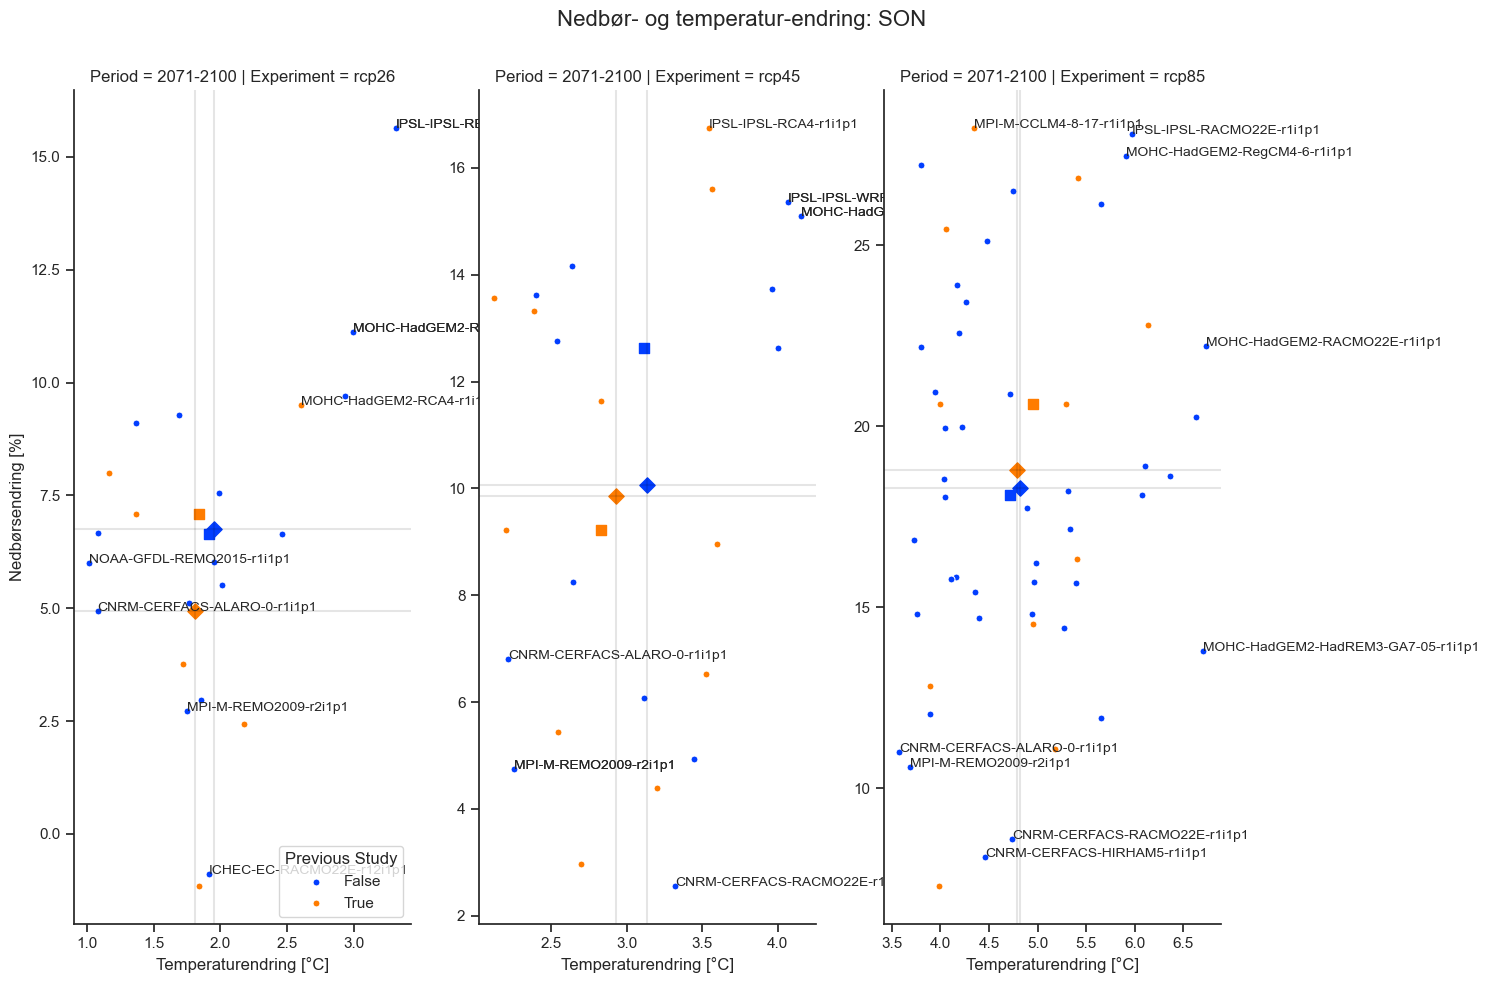 Nedbør- og temperatur-endring: SON
Period = 2071-2100 | Experiment = rcp26
Period = 2071-2100 | Experiment = rcp45
Period = 2071-2100 | Experiment = rcp85
Nedbørsendring [%]
15.0
12.5
10.0
7.5
5.0
2.5
0.0
IPSL-IPSL-RE
MOHC-HadGEM2-R
MOHC-HadGEM2-RCA4-r1i1
NOAA-GFDL-REMO2015-r1i1p1
CNRM-CERFACS-ALARO-0-r1i1p1
MPI-M-REMO2009-r2i1p1
ICHEC-EC-RACMO22E-r12i1p1
Previous Study
False
True
1.0 1.5 2.0 2.5 3.0
Temperaturendring [°C]
16
14
12
10
8
6
4
2
IPSL-IPSL-RCA4-r1i1p1
IPSL-IPSL-WRF
MOHC-HadG
CNRM-CERFACS-ALARO-0-r1i1p1
MPI-M-REMO2009-r2i1p1
CNRM-CERFACS-RACMO22E-r1
2.5 3.0 3.5 4.0
Temperaturendring [°C]
25
20
15
10
MPI-M-CCLM4-8-17-r1i1p1
IPSL-IPSL-RACMO22E-r1i1p1
MOHC-HadGEM2-RegCM4-6-r1i1p1
MOHC-HadGEM2-RACMO22E-r1i1p1
MOHC-HadGEM2-HadREM3-GA7-05-r1i1p1
CNRM-CERFACS-ALARO-0-r1i1p1
MPI-M-REMO2009-r2i1p1
CNRM-CERFACS-RACMO22E-r1i1p1
CNRM-CERFACS-HIRHAM5-r1i1p1
3.5 4.0 4.5 5.0 5.5 6.0 6.5
Temperaturendring [°C]